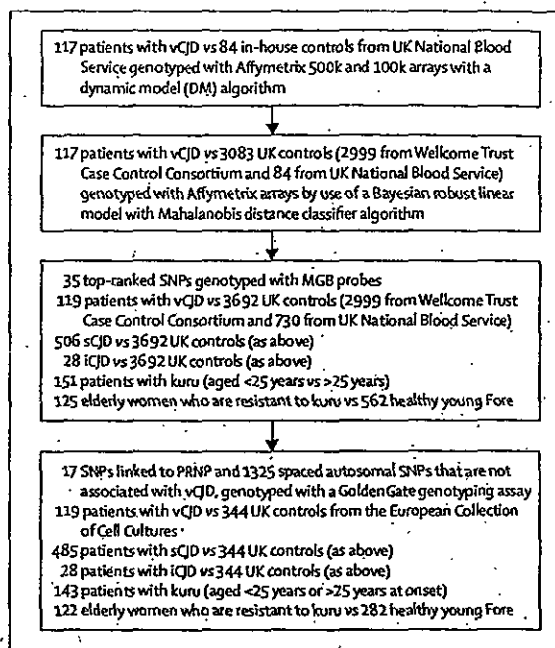 117 patients with vCJD vs 84 in-house controls from UK National Blood
Service genotyped with Affymetrix 500k and 100k arrays with a
dynamic model (DM) algorithm
117 patients with vCJD vs 3083 UK controls (2999 from Wellcome Trust
Case Control Consortium and 84 from UK National Blood Service)
genotyped with Affymetrix arrays by use of a Bayesian robust linear
model with Mahalanobis distance classifier algorithm
35 top-ranked SNPs genotyped with MGB probes
119 patients with vCJD vs 3692 UK controls (2999 from Wellcome Trust
Case Control Consortium and 730 from UK National Blood Service)
506 sCJD vs 3692 UK controls (as above)
28 iCJD vs 3692 UK controls (as above)
151 patients with kuru (aged <25 years vs >25 years)
125 elderly women who are resistant to kuru vs 562 healthy young Fore
17 SNPs linked to PRNP and 1325 spaced autosomal SNPs that are not
associated with vCJD, genotyped with a GoldenGate genotyping assay
119 patients with vCJD vs 344 UK controls from the European Collection
of Cell Cultures
485 patients with sCJD vs 344 UK controls (as above)
28 patients with iCJD vs 344 UK controls (as above)
143 patients with kuru (aged <25 years or >25 years at onset)
122 elderly women who are resistant to kuru vs 282 healthy young Fore